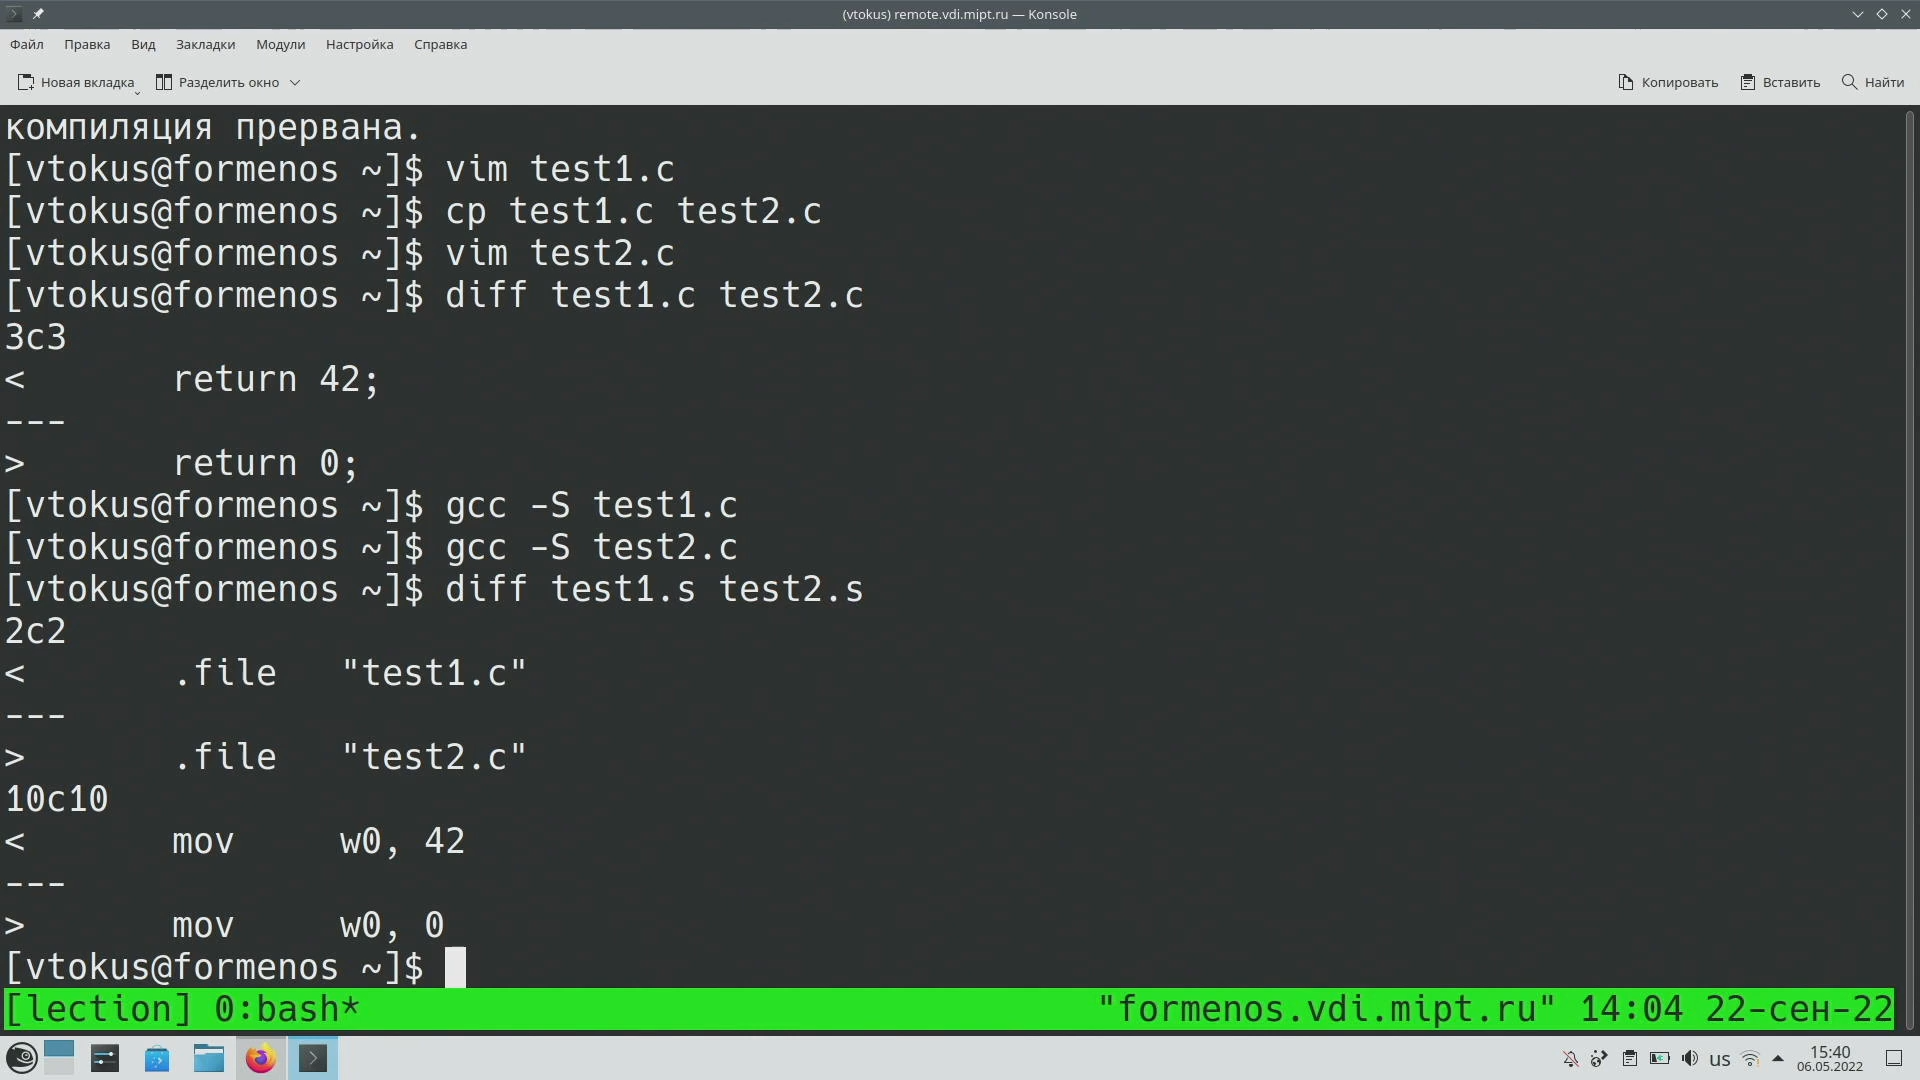 (vtokus) remote.vdi.mipt.ru — Konsole
Файл Правка Вид Закладки Модули Настройка Справка
Новая вкладка Разделить окно Копировать Вставить Найти
компиляция прервана.
[vtokus@formenos ~]$ vim test1.c
[vtokus@formenos ~]$ cp test1.c test2.c
[vtokus@formenos ~]$ vim test2.c
[vtokus@formenos ~]$ diff test1.c test2.c
3c3
<       return 42;
---
>       return 0;
[vtokus@formenos ~]$ gcc -S test1.c
[vtokus@formenos ~]$ gcc -S test2.c
[vtokus@formenos ~]$ diff test1.s test2.s
2c2
<       .file   "test1.c"
---
>       .file   "test2.c"
10c10
<       mov     w0, 42
---
>       mov     w0, 0
[vtokus@formenos ~]$
[lection] 0:bash* "formenos.vdi.mipt.ru" 14:04 22-сен-22
us 15:40
06.05.2022